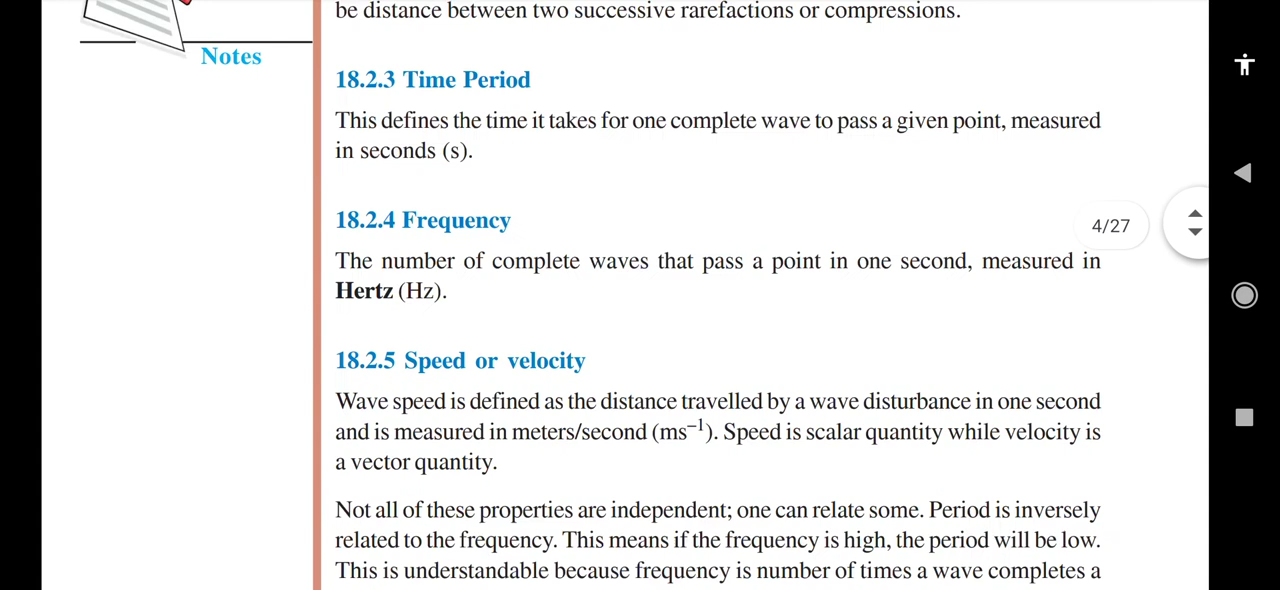 be distance between two successive rarefactions or compressions.
Notes
18.2.3 Time Period
This defines the time it takes for one complete wave to pass a given point, measured
in seconds (s).
18.2.4 Frequency
4/27
The number of complete waves that pass a point in one second, measured in
Hertz (Hz).
18.2.5 Speed or velocity
Wave speed is defined as the distance travelled by a wave disturbance in one second
and is measured in meters/second (ms⁻¹). Speed is scalar quantity while velocity is
a vector quantity.
Not all of these properties are independent; one can relate some. Period is inversely
related to the frequency. This means if the frequency is high, the period will be low.
This is understandable because frequency is number of times a wave completes a